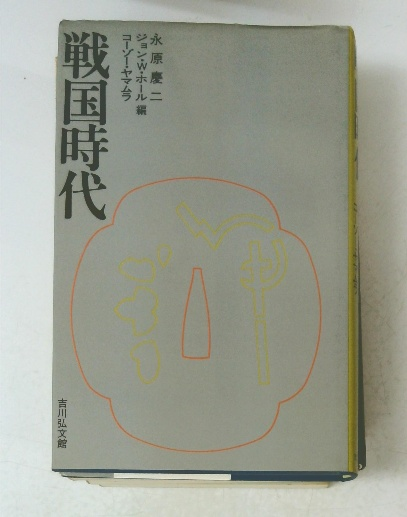 戦国時代
永原慶二
ジョン・W・ホール 編
コーゾー・ヤマムラ
吉川弘文館